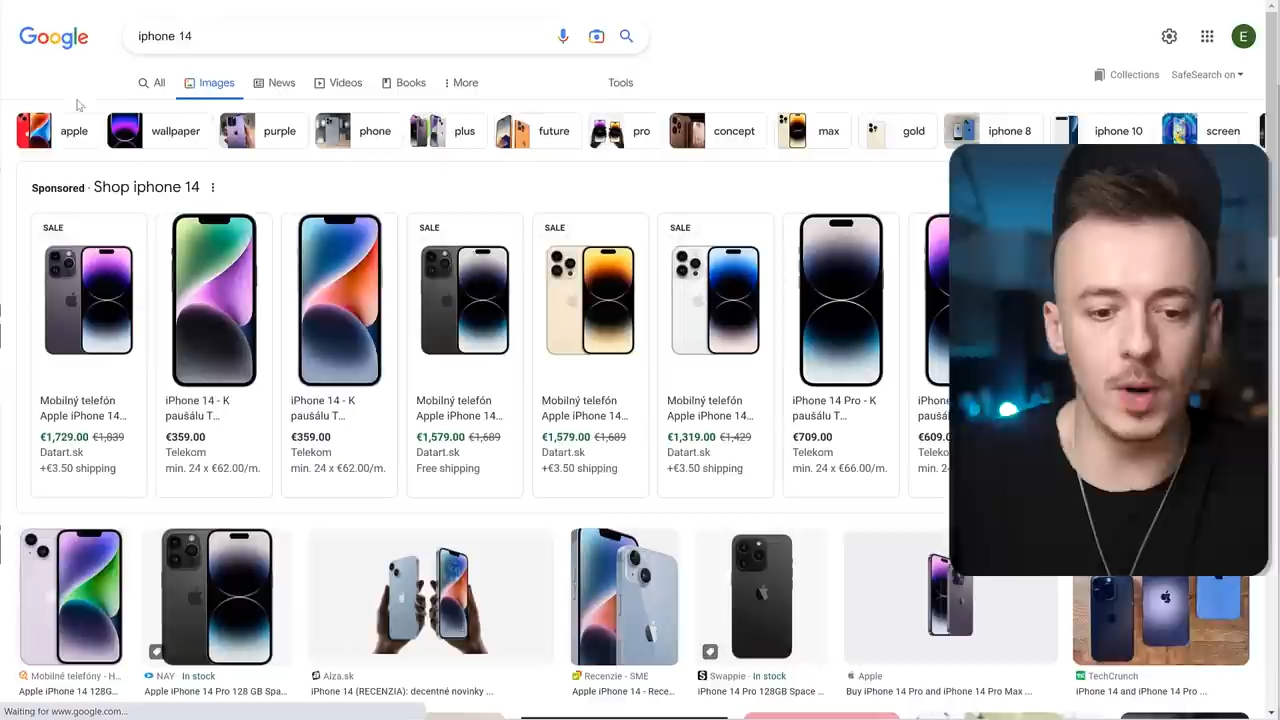 Google
iphone 14
E
All
Images
News
Videos
Books
More
Tools
Collections
SafeSearch on
apple
wallpaper
purple
phone
plus
future
pro
concept
max
gold
iphone 8
iphone 10
screen
Sponsored · Shop iphone 14
SALE
Mobilný telefón
Apple iPhone 14...
€1,729.00 €1,839
Datart.sk
+€3.50 shipping
iPhone 14 - K
paušálu T...
€359.00
Telekom
min. 24 x €62.00/m.
iPhone 14 - K
paušálu T...
€359.00
Telekom
min. 24 x €62.00/m.
SALE
Mobilný telefón
Apple iPhone 14...
€1,579.00 €1,689
Datart.sk
Free shipping
SALE
Mobilný telefón
Apple iPhone 14...
€1,579.00 €1,689
Datart.sk
+€3.50 shipping
SALE
Mobilný telefón
Apple iPhone 14...
€1,319.00 €1,429
Datart.sk
+€3.50 shipping
iPhone 14 Pro - K
paušálu T...
€709.00
Telekom
min. 24 x €66.00/m.
iPho
pauš
€609.
Telek
min. 2
Mobilné telefóny - H...
Apple iPhone 14 128G...
NAY · In stock
Apple iPhone 14 Pro 128 GB Spa...
Alza.sk
iPhone 14 (RECENZIA): decentné novinky ...
Recenzie - SME
Apple iPhone 14 - Rece...
Swappie · In stock
iPhone 14 Pro 128GB Space ...
Apple
Buy iPhone 14 Pro and iPhone 14 Pro Max ...
TechCrunch
iPhone 14 and iPhone 14 Pro ...
Waiting for www.google.com...